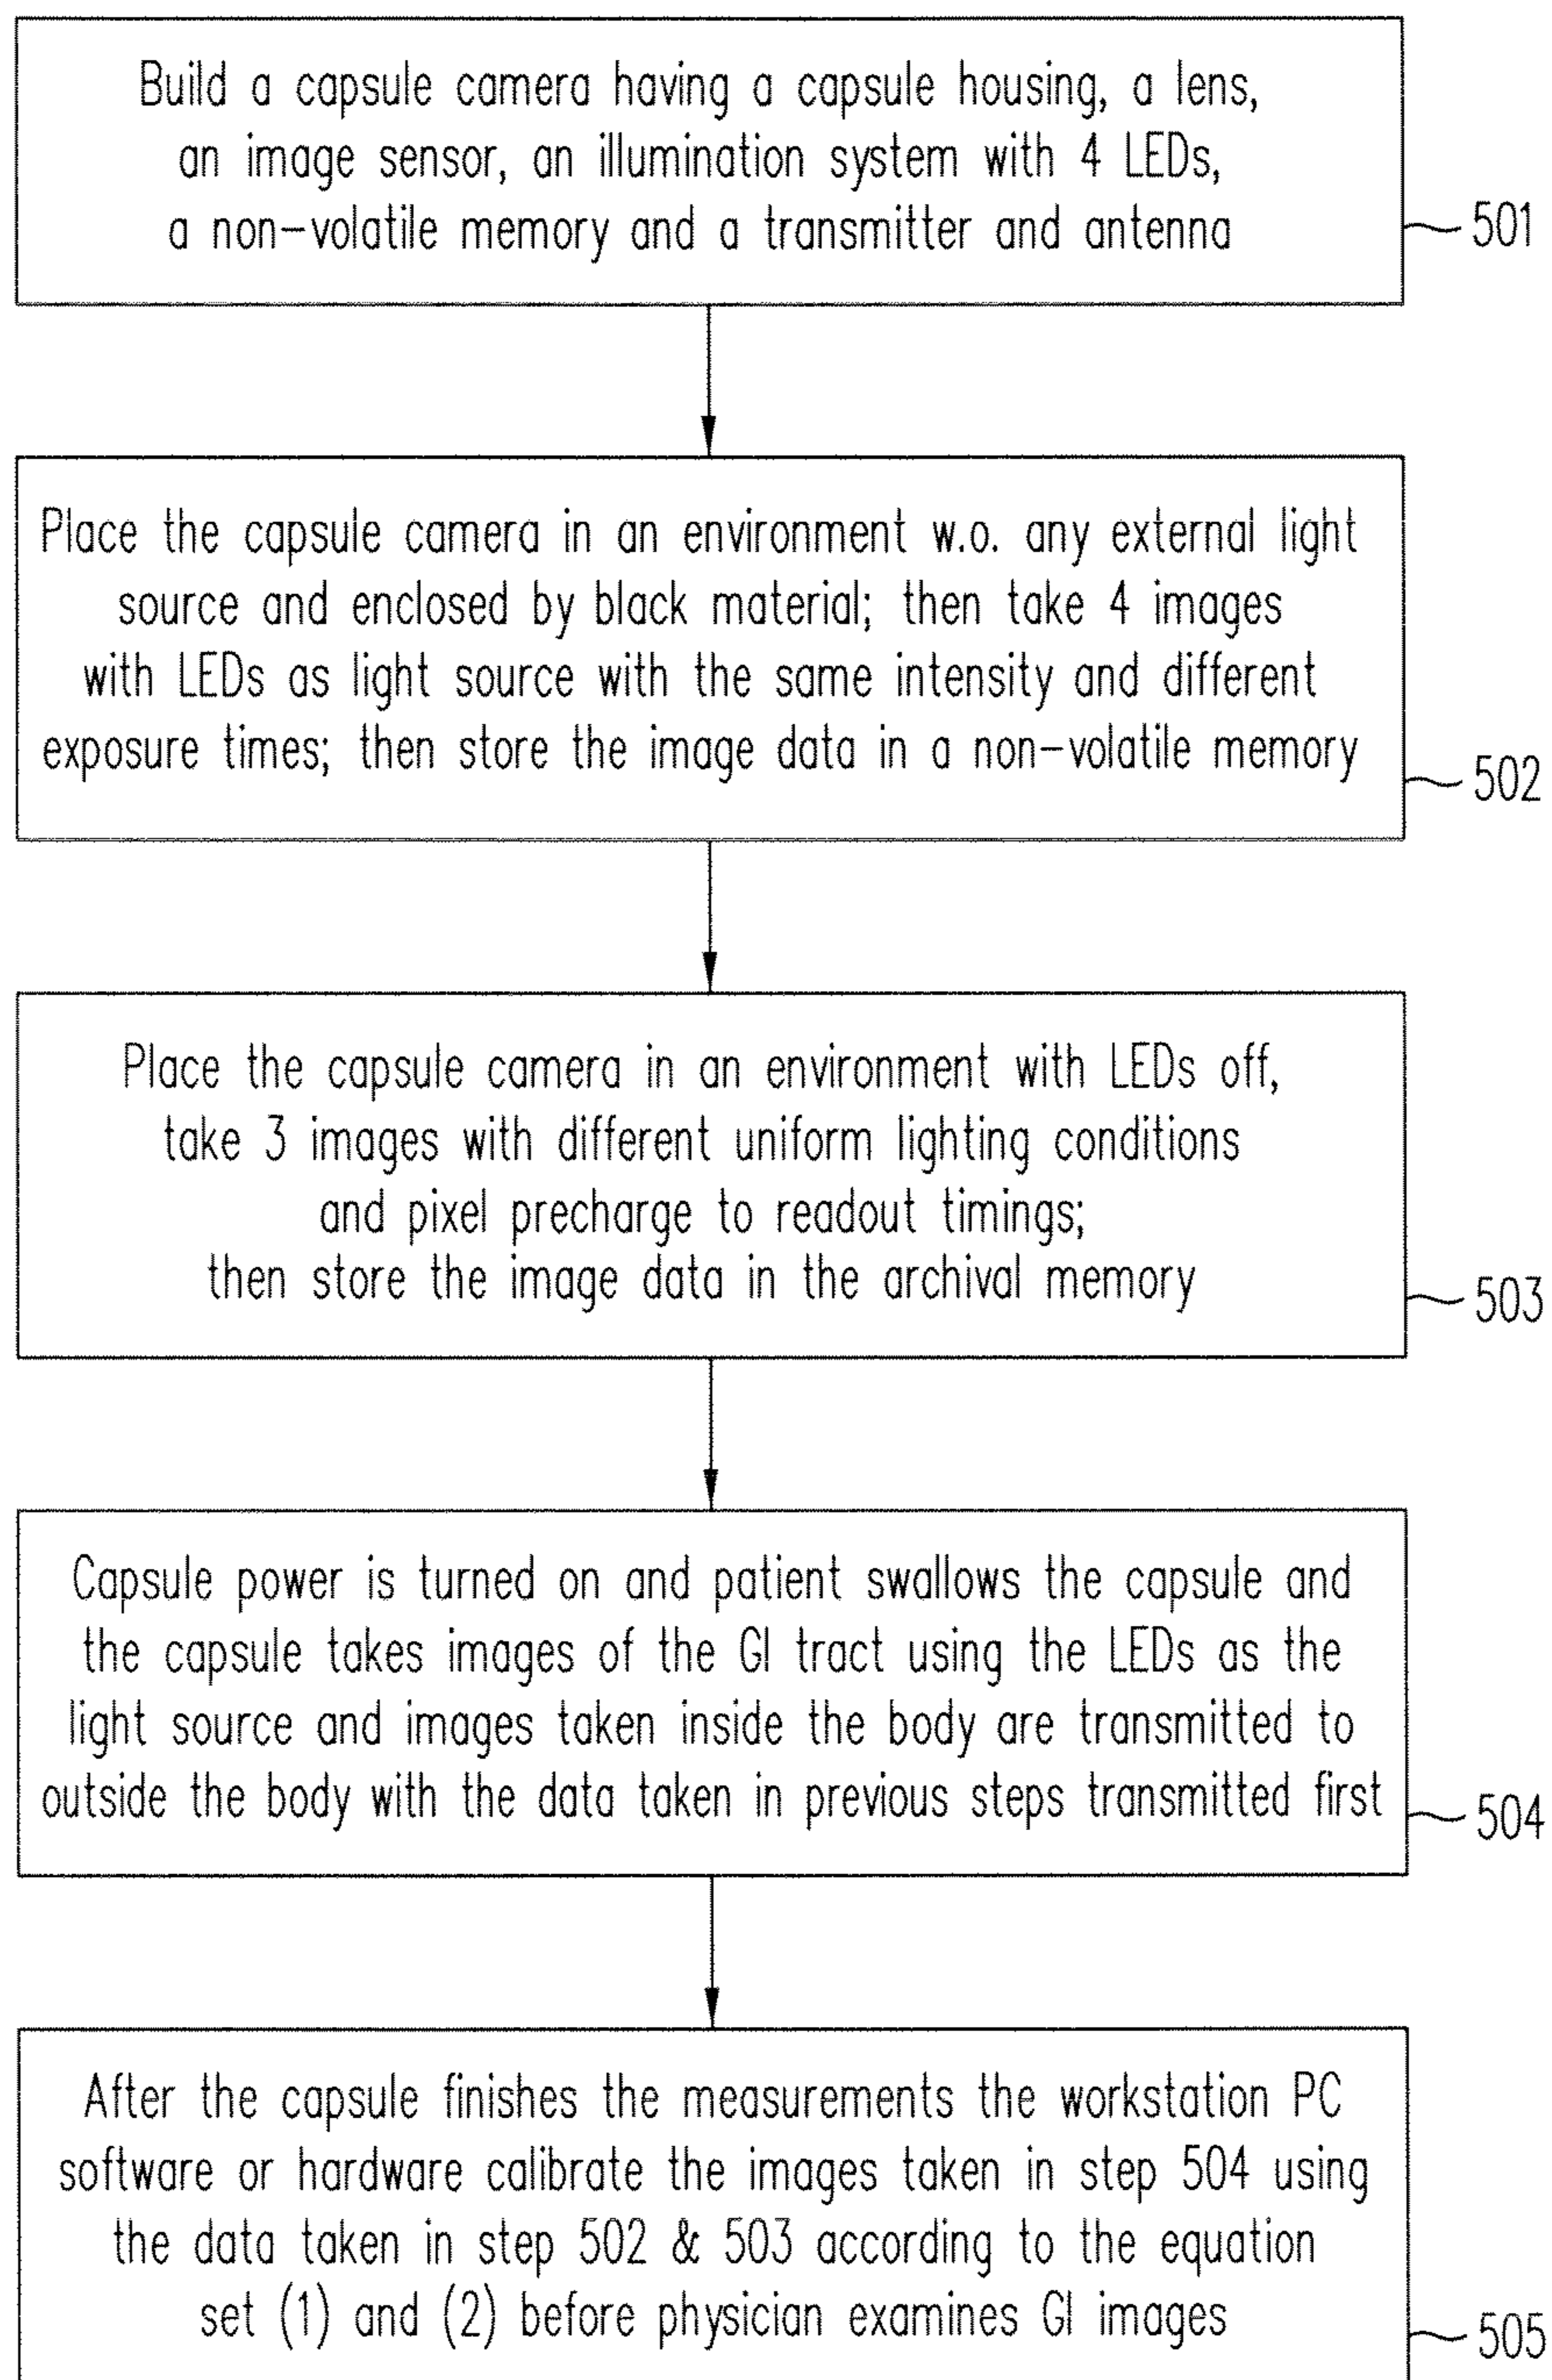 Build a capsule camera having a capsule housing, a lens,
an image sensor, an illumination system with 4 LEDs,
a non-volatile memory and a transmitter and antenna
501
Place the capsule camera in an environment w.o. any external light
source and enclosed by black material; then take 4 images
with LEDs as light source with the same intensity and different
exposure times; then store the image data in a non-volatile memory
502
Place the capsule camera in an environment with LEDs off,
take 3 images with different uniform lighting conditions
and pixel precharge to readout timings;
then store the image data in the archival memory
503
Capsule power is turned on and patient swallows the capsule and
the capsule takes images of the GI tract using the LEDs as the
light source and images taken inside the body are transmitted to
outside the body with the data taken in previous steps transmitted first
504
After the capsule finishes the measurements the workstation PC
software or hardware calibrate the images taken in step 504 using
the data taken in step 502 & 503 according to the equation
set (1) and (2) before physician examines GI images
505